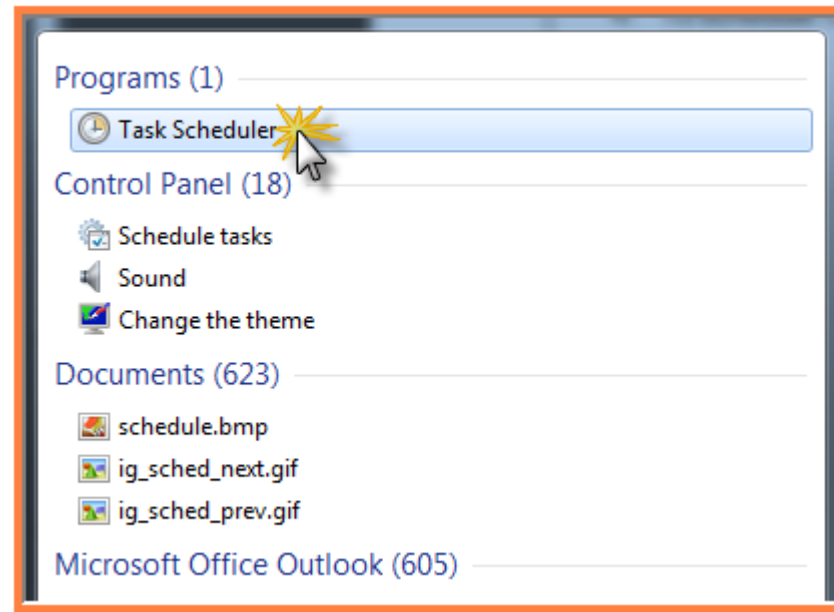 Programs (1)
Task Scheduler
Control Panel (18)
Schedule tasks
Sound
Change the theme
Documents (623)
schedule.bmp
ig_sched_next.gif
ig_sched_prev.gif
Microsoft Office Outlook (605)